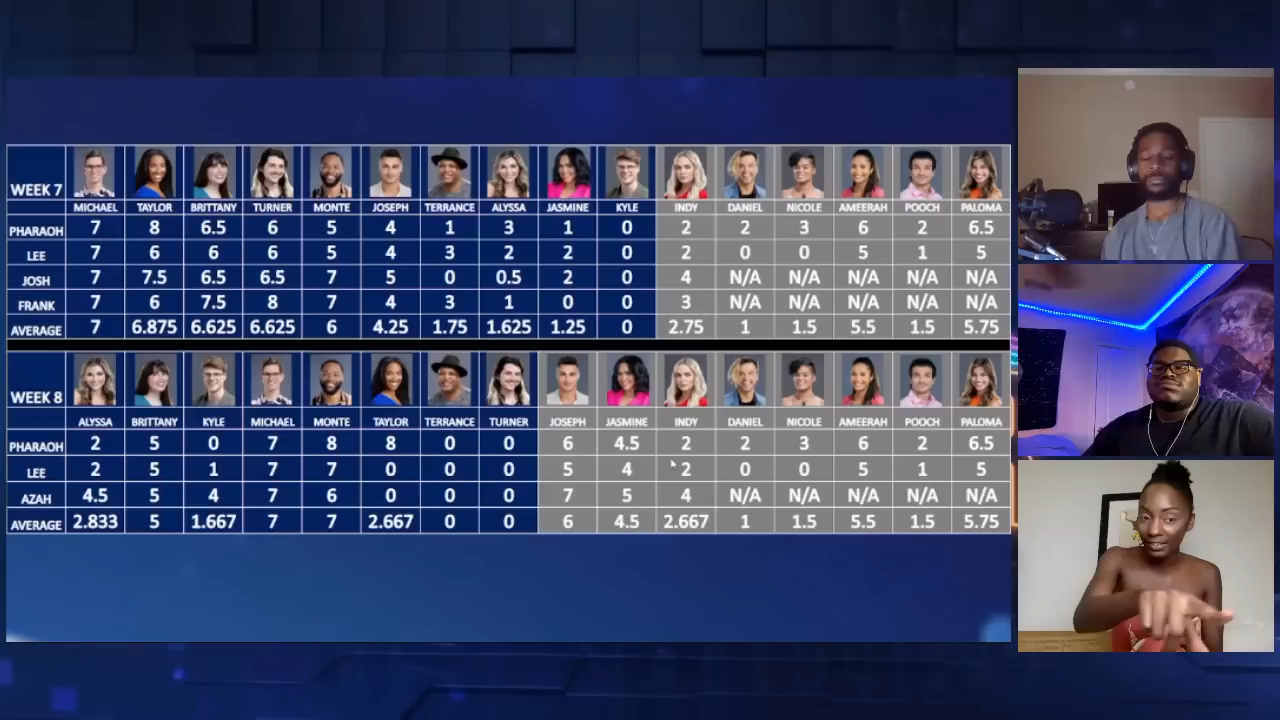 WEEK 7
MICHAEL TAYLOR BRITTANY TURNER MONTE JOSEPH TERRANCE ALYSSA JASMINE KYLE INDY DANIEL NICOLE AMEERAH POOCH PALOMA
PHARAOH 7 8 6.5 6 5 4 1 3 1 0 2 2 3 6 2 6.5
LEE 7 6 6 6 5 4 3 2 2 0 2 0 0 5 1 5
JOSH 7 7.5 6.5 6.5 7 5 0 0.5 2 0 4 N/A N/A N/A N/A N/A
FRANK 7 6 7.5 8 7 4 3 1 0 0 3 N/A N/A N/A N/A N/A
AVERAGE 7 6.875 6.625 6.625 6 4.25 1.75 1.625 1.25 0 2.75 1 1.5 5.5 1.5 5.75
WEEK 8
ALYSSA BRITTANY KYLE MICHAEL MONTE TAYLOR TERRANCE TURNER JOSEPH JASMINE INDY DANIEL NICOLE AMEERAH POOCH PALOMA
PHARAOH 2 5 0 7 8 8 0 0 6 4.5 2 2 3 6 2 6.5
LEE 2 5 1 7 7 0 0 0 5 4 2 0 0 5 1 5
AZAH 4.5 5 4 7 6 0 0 0 7 5 4 N/A N/A N/A N/A N/A
AVERAGE 2.833 5 1.667 7 7 2.667 0 0 6 4.5 2.667 1 1.5 5.5 1.5 5.75